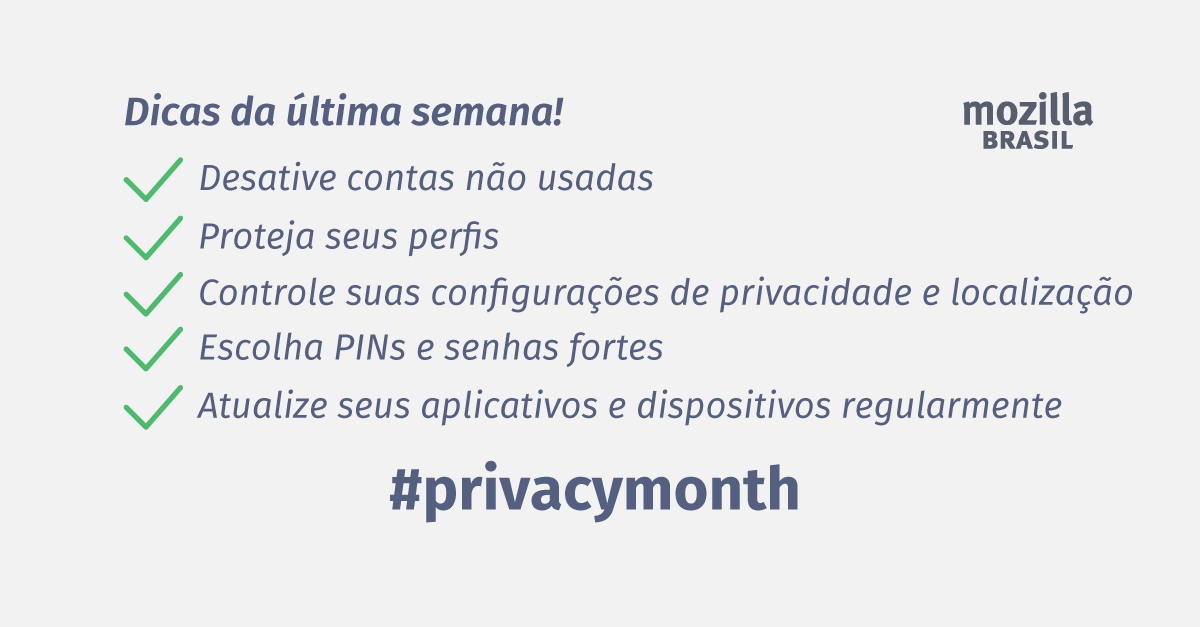 Dicas da última semana!
mozilla
BRASIL
Desative contas não usadas
Proteja seus perfis
Controle suas configurações de privacidade e localização
Escolha PINs e senhas fortes
Atualize seus aplicativos e dispositivos regularmente
#privacymonth